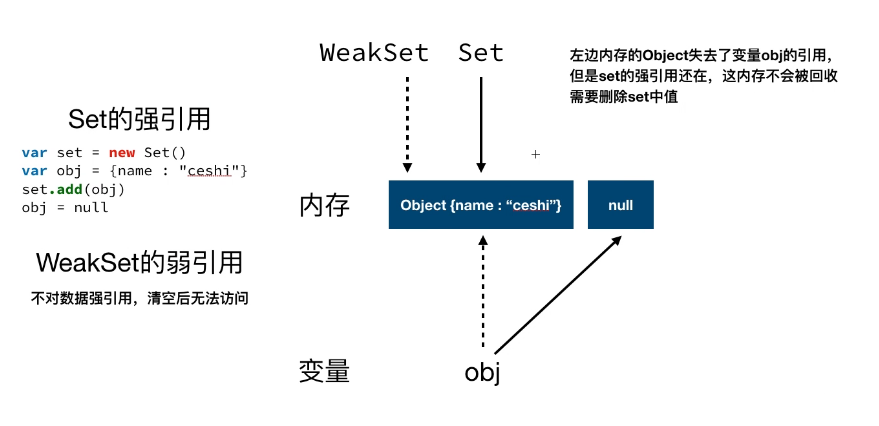 WeakSet Set
左边内存的Object失去了变量obj的引用，
但是set的强引用还在，这内存不会被回收
需要删除set中值
Set的强引用
var set = new Set()
var obj = {name : "ceshi"}
set.add(obj)
obj = null
内存
Object {name : “ceshi”}
null
WeakSet的弱引用
不对数据强引用，清空后无法访问
变量
obj